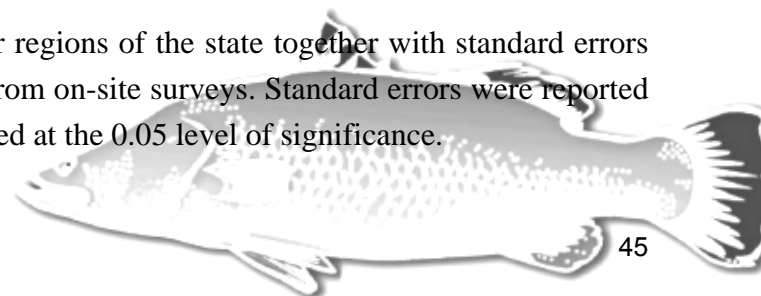 r regions of the state together with standard errors
rom on-site surveys. Standard errors were reported
ed at the 0.05 level of significance.
45